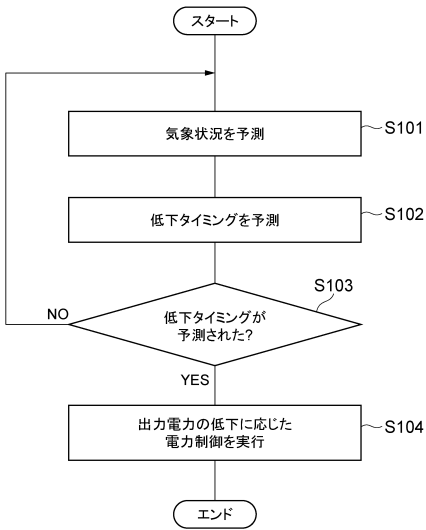 スタート
気象状況を予測
S101
低下タイミングを予測
S102
S103
低下タイミングが
予測された?
NO
YES
出力電力の低下に応じた
電力制御を実行
S104
エンド